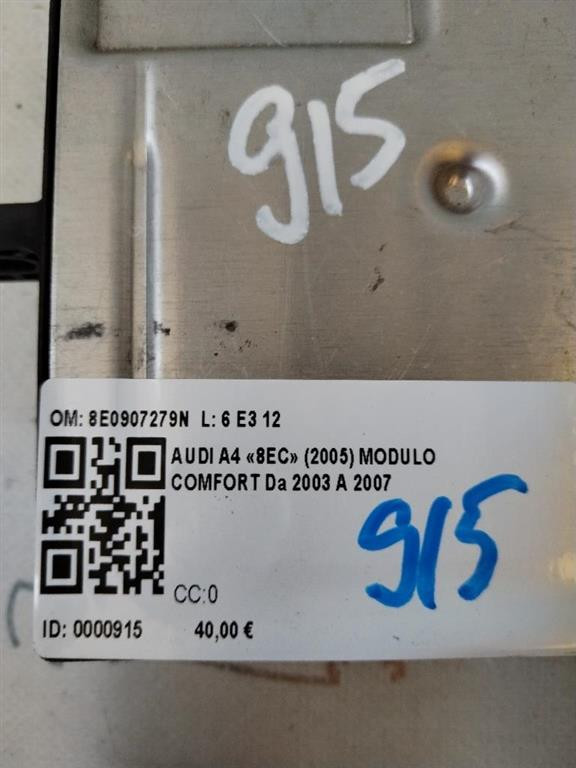 915
OM: 8E0907279N L: 6 E3 12
AUDI A4 «8EC» (2005) MODULO
COMFORT Da 2003 A 2007
915
CC:0
ID: 0000915 40,00 €